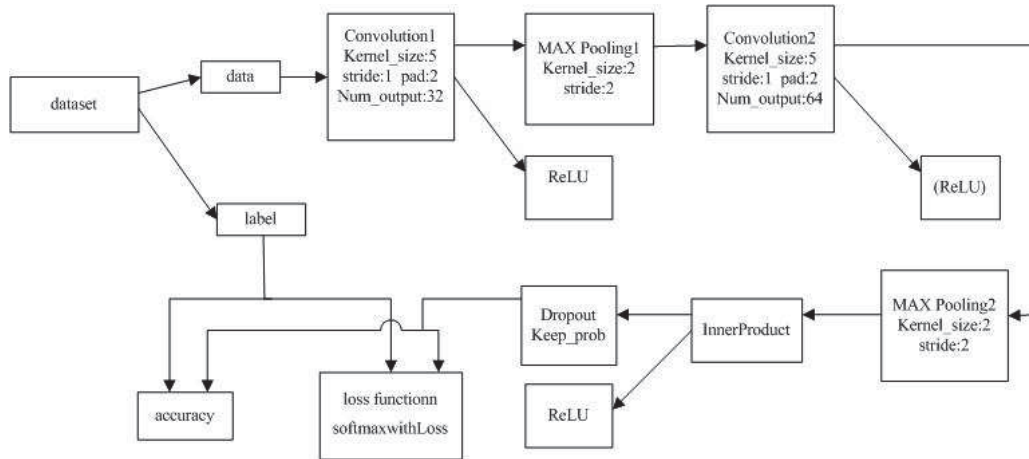 dataset
data
Convolution1
Kernel_size:5
stride:1 pad:2
Num_output:32
MAX Pooling1
Kernel_size:2
stride:2
Convolution2
Kernel_size:5
stride:1 pad:2
Num_output:64
ReLU
(ReLU)
label
Dropout
Keep_prob
InnerProduct
MAX Pooling2
Kernel_size:2
stride:2
accuracy
loss functionn
softmaxwithLoss
ReLU